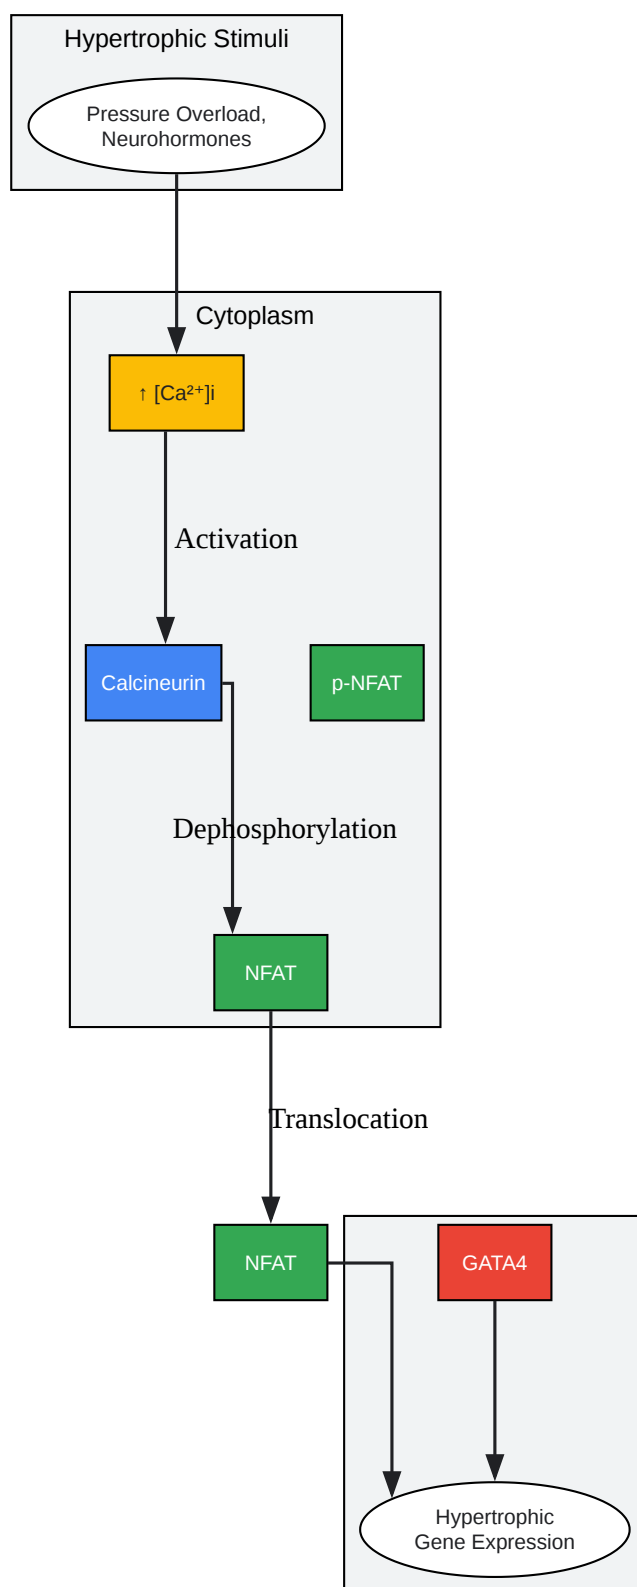 Hypertrophic Stimuli
Pressure Overload,
Neurohormones
Cytoplasm
↑ [Ca²⁺]i
Activation
Calcineurin
p-NFAT
Dephosphorylation
NFAT
Translocation
NFAT
GATA4
Hypertrophic
Gene Expression